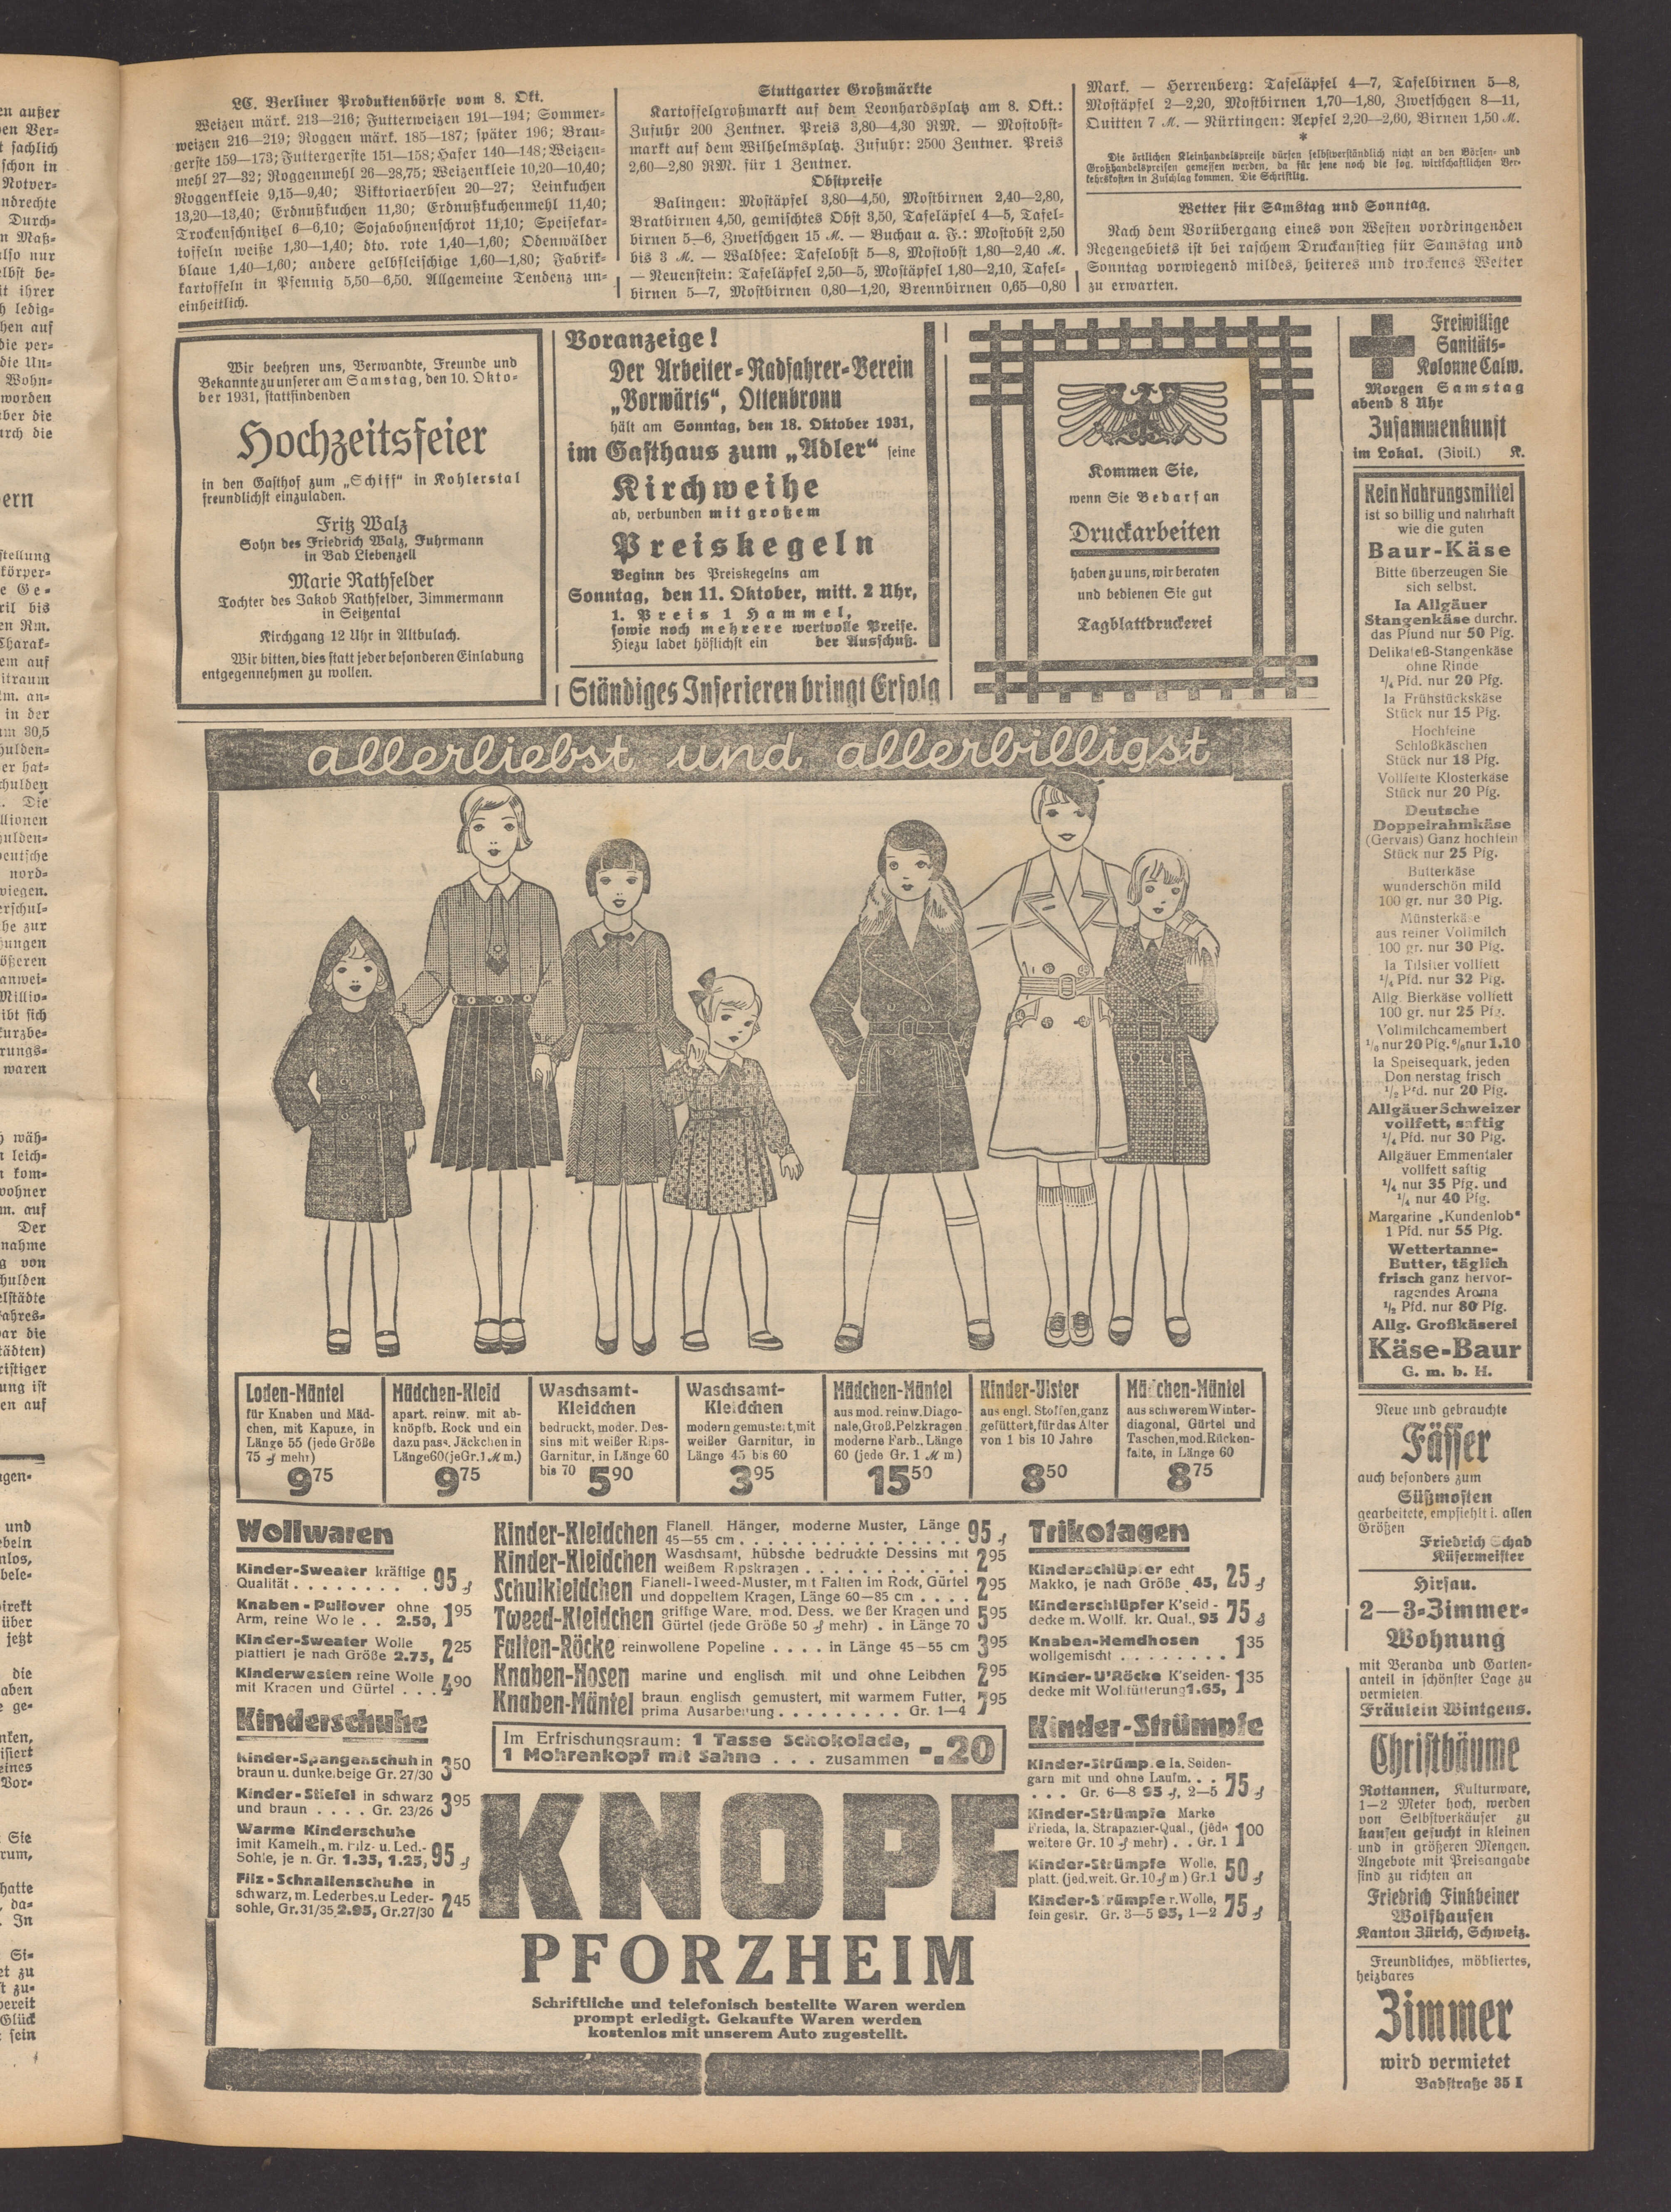 LC. Berliner Produktenbörse vom 8. Okt.
Weizen märk. 213—216; Futterweizen 191—194; Sommer-
weizen 216—219; Roggen märk. 185—187; später 196; Brau-
gerste 159—173; Futtergerste 151—158; Hafer 140—148; Weizen-
mehl 27—32; Roggenmehl 26—28,75; Weizenkleie 10,20—10,40;
Roggenkleie 9,15—9,40; Viktoriaerbsen 20—27; Leinkuchen
13,20—13,40; Erdnußkuchen 11,30; Erdnußkuchenmehl 11,40;
Trockenschnitzel 6—6,10; Sojabohnenschrot 11,10; Speisekar-
toffeln weiße 1,30—1,40; dto. rote 1,40—1,60; Odenwälder
blaue 1,40—1,60; andere gelbfleischige 1,60—1,80; Fabrik-
kartoffeln in Pfennig 5,50—6,50. Allgemeine Tendenz un-
einheitlich.
Stuttgarter Großmärkte
Kartoffelgroßmarkt auf dem Leonhardsplatz am 8. Okt.:
Zufuhr 200 Zentner. Preis 3,80—4,30 RM. — Mostobst-
markt auf dem Wilhelmsplatz. Zufuhr: 2500 Zentner. Preis
2,60—2,80 RM. für 1 Zentner.
Obstpreise
Balingen: Mostäpfel 3,80—4,50, Mostbirnen 2,40—2,80,
Bratbirnen 4,50, gemischtes Obst 3,50, Tafeläpfel 4—5, Tafel-
birnen 5—6, Zwetschgen 15 M. — Buchau a. F.: Mostobst 2,50
bis 3 M. — Waldsee: Tafelobst 5—8, Mostobst 1,80—2,40 M.
— Neuenstein: Tafeläpfel 2,50—5, Mostäpfel 1,80—2,10, Tafel-
birnen 5—7, Mostbirnen 0,80—1,20, Brennbirnen 0,65—0,80
Mark. — Herrenberg: Tafeläpfel 4—7, Tafelbirnen 5—8,
Mostäpfel 2—2,20, Mostbirnen 1,70—1,80, Zwetschgen 8—11,
Quitten 7 M. — Nürtingen: Aepfel 2,20—2,60, Birnen 1,50 M.
*
Die örtlichen Kleinhandelspreise dürfen selbstverständlich nicht an den Börsen- und
Großhandelspreisen gemessen werden, da für jene noch die sog. wirtschaftlichen Ver-
kehrskosten in Zuschlag kommen. Die Schriftltg.
Wetter für Samstag und Sonntag.
Nach dem Vorübergang eines von Westen vordringenden
Regengebiets ist bei raschem Druckanstieg für Samstag und
Sonntag vorwiegend mildes, heiteres und trockenes Wetter
zu erwarten.
Wir beehren uns, Verwandte, Freunde und
Bekannte zu unserer am Samstag, den 10. Okto-
ber 1931, stattfindenden
Hochzeitsfeier
in den Gasthof zum „Schiff“ in Kohlerstal
freundlichst einzuladen.
Fritz Walz
Sohn des Friedrich Walz, Fuhrmann
in Bad Liebenzell
Marie Rathfelder
Tochter des Jakob Rathfelder, Zimmermann
in Seitzental
Kirchgang 12 Uhr in Altbulach.
Wir bitten, dies statt jeder besonderen Einladung
entgegennehmen zu wollen.
Voranzeige!
Der Arbeiter-Radfahrer-Verein
„Vorwärts“, Ottenbronn
hält am Sonntag, den 18. Oktober 1931,
im Gasthaus zum „Adler“ seine
Kirchweihe
ab, verbunden mit großem
Preiskegeln
Beginn des Preiskegelns am
Sonntag, den 11. Oktober, mitt. 2 Uhr,
1. Preis 1 Hammel,
sowie noch mehrere wertvolle Preise.
Hiezu ladet höflichst ein der Ausschuß.
Ständiges Inserieren bringt Erfolg
Kommen Sie,
wenn Sie Bedarf an
Druckarbeiten
haben zu uns, wir beraten
und bedienen Sie gut
Tagblattdruckerei
Freiwillige
Sanitäts-
Kolonne Calw.
Morgen Samstag
abend 8 Uhr
Zusammenkunft
im Lokal. (Zivil.) K.
Kein Nahrungsmittel
ist so billig und nahrhaft
wie die guten
Baur-Käse
Bitte überzeugen Sie
sich selbst.
Ia Allgäuer
Stangenkäse durchr.
das Pfund nur 50 Pfg.
Delikateß-Stangenkäse
ohne Rinde
1/4 Pfd. nur 20 Pfg.
Ia Frühstückskäse
Stück nur 15 Pfg.
Hochfeine
Schloßkäschen
Stück nur 18 Pfg.
Vollfette Klosterkäse
Stück nur 20 Pfg.
Deutsche
Doppelrahmkäse
(Gervais) Ganz hochfein
Stück nur 25 Pfg.
Butterkäse
wunderschön mild
100 gr. nur 30 Pfg.
Münsterkäse
aus reiner Vollmilch
100 gr. nur 30 Pfg.
Ia Tilsiter vollfett
1/4 Pfd. nur 32 Pfg.
Allg. Bierkäse vollfett
100 gr. nur 25 Pfg.
Vollmilchcamembert
1/6 nur 20 Pfg. 6/6 nur 1.10
Ia Speisequark, jeden
Donnerstag frisch
1/2 Pfd. nur 20 Pfg.
Allgäuer Schweizer
vollfett, saftig
1/4 Pfd. nur 30 Pfg.
Allgäuer Emmentaler
vollfett saftig
1/4 nur 35 Pfg. und
1/4 nur 40 Pfg.
Margarine „Kundenlob“
1 Pfd. nur 55 Pfg.
Wettertanne-
Butter, täglich
frisch ganz hervor-
ragendes Aroma
1/2 Pfd. nur 80 Pfg.
Allg. Großkäserei
Käse-Baur
G. m. b. H.
Neue und gebrauchte
Fässer
auch besonders zum
Süßmosten
gearbeitete, empfiehlt i. allen
Größen
Friedrich Schad
Küfermeister
Hirsau.
2—3-Zimmer-
Wohnung
mit Veranda und Garten-
anteil in schönster Lage zu
vermieten.
Fräulein Wintgens.
Christbäume
Rottannen, Kulturware,
1—2 Meter hoch, werden
von Selbstverkäufer zu
kaufen gesucht in kleinen
und in größeren Mengen.
Angebote mit Preisangabe
sind zu richten an
Friedrich Finkbeiner
Wolfhausen
Kanton Zürich, Schweiz.
Freundliches, möbliertes,
heizbares
Zimmer
wird vermietet
Badstraße 35 I
allerliebst und allerbilligst
Loden-Mäntel
für Knaben und Mäd-
chen, mit Kapuze, in
Länge 55 (jede Größe
75 ₰ mehr)
9 75
Mädchen-Kleid
apart. reinw. mit ab-
knöpfb. Rock und ein
dazu pass. Jäckchen in
Länge 60 (je Gr. 1 M m.)
9 75
Waschsamt-
Kleidchen
bedruckt, moder. Des-
sins mit weißer Rips-
Garnitur, in Länge 60
bis 70 5 90
Waschsamt-
Kleidchen
modern gemustert, mit
weißer Garnitur, in
Länge 45 bis 60
3 95
Mädchen-Mäntel
aus mod. reinw. Diago-
nale, Groß. Pelzkragen
moderne Farb., Länge
60 (jede Gr. 1 M m)
15 50
Kinder-Ulster
aus engl. Stoffen, ganz
gefüttert, für das Alter
von 1 bis 10 Jahre
8 50
Mädchen-Mäntel
aus schwerem Winter-
diagonal, Gürtel und
Taschen, mod. Rücken-
falte, in Länge 60
8 75
Wollwaren
Kinder-Sweater kräftige
Qualität . . . . . . . . 95 ₰
Knaben-Pullover ohne
Arm, reine Wolle . . 2.50, 1 95
Kinder-Sweater Wolle
plattiert je nach Größe 2.75, 2 25
Kinderwesten reine Wolle
mit Kragen und Gürtel . . . 4 90
Kinderschuhe
Kinder-Spangenschuh in
braun u. dunkelbeige Gr. 27/30 3 50
Kinder-Stiefel in schwarz
und braun . . . . Gr. 23/26 3 95
Warme Kinderschuhe
imit Kamelh., m. Filz- u. Led.-
Sohle, je n. Gr. 1.35, 1.25, 95 ₰
Filz-Schnallenschuhe in
schwarz, m. Lederbes. u Leder-
sohle, Gr. 31/35 2.95, Gr. 27/30 2 45
Kinder-Kleidchen Flanell. Hänger, moderne Muster, Länge
45—55 cm . . . . . . . . . . 95 ₰
Kinder-Kleidchen Waschsamt, hübsche bedruckte Dessins mit
weißem Ripskragen . . . . . . . . . 2 95
Schulkleidchen Flanell-Tweed-Muster, mit Falten im Rock, Gürtel
und doppeltem Kragen, Länge 60—85 cm . . . . 2 95
Tweed-Kleidchen griffige Ware, mod. Dess. weißer Kragen und
Gürtel (jede Größe 50 ₰ mehr) . in Länge 70 5 95
Falten-Röcke reinwollene Popeline . . . . in Länge 45—55 cm 3 95
Knaben-Hosen marine und englisch mit und ohne Leibchen 2 95
Knaben-Mäntel braun englisch gemustert, mit warmem Futter,
prima Ausarbeitung . . . . . . . . . Gr. 1—4 7 95
Im Erfrischungsraum: 1 Tasse Schokolade,
1 Mohrenkopf mit Sahne . . . zusammen -.20
Trikotagen
Kinderschlüpfer echt
Makko, je nach Größe . 45, 25 ₰
Kinderschlüpfer K'seid-
decke m. Wollf. kr. Qual., 95 75 ₰
Knaben-Hemdhosen
wollgemischt . . . . . . . . 1 35
Kinder-U'Röcke K'seiden-
decke mit Wollfütterung 1.65, 1 35
Kinder-Strümpfe
Kinder-Strümpfe Ia. Seiden-
garn mit und ohne Laufm. . .
. . . Gr. 6—8 95 ₰, 2—5 75 ₰
Kinder-Strümpfe Marke
Frieda, Ia. Strapazier-Qual., (jede
weitere Gr. 10 ₰ mehr) . . Gr. 1 1 00
Kinder-Strümpfe Wolle,
platt. (jed. weit. Gr. 10 ₰ m) Gr. 1 50 ₰
Kinder-Strümpfe r. Wolle,
fein gestr. Gr. 3—5 95, 1—2 75 ₰
KNOPF
PFORZHEIM
Schriftliche und telefonisch bestellte Waren werden
prompt erledigt. Gekaufte Waren werden
kostenlos mit unserem Auto zugestellt.